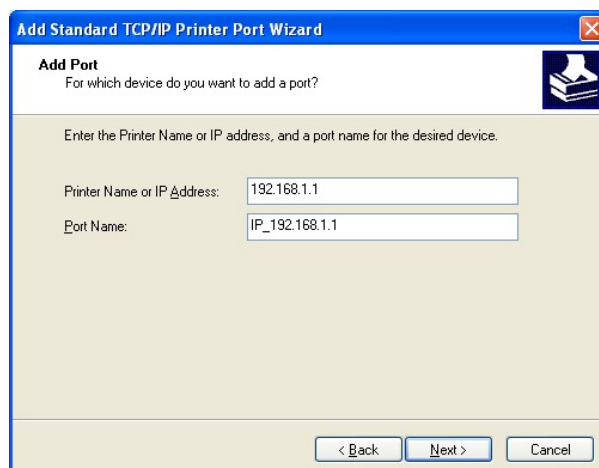 Add Standard TCP/IP Printer Port Wizard
Add Port
For which device do you want to add a port?
Enter the Printer Name or IP address, and a port name for the desired device.
Printer Name or IP Address: 192.168.1.1
Port Name: IP_192.168.1.1
< Back Next > Cancel